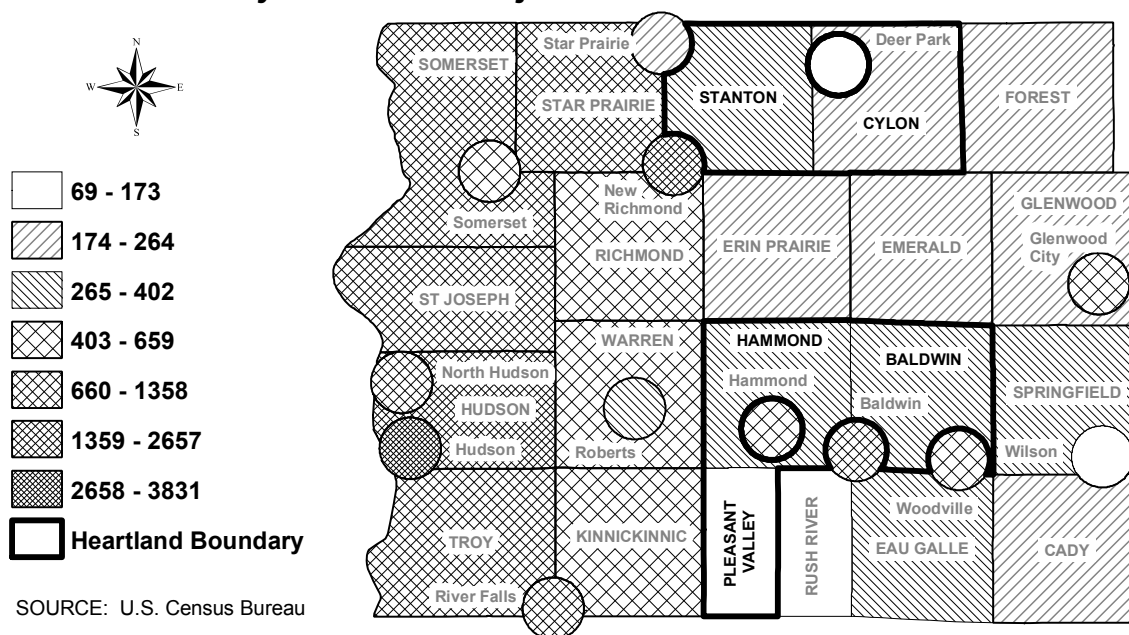 N
W E
S
69 - 173
174 - 264
265 - 402
403 - 659
660 - 1358
1359 - 2657
2658 - 3831
Heartland Boundary
SOURCE: U.S. Census Bureau
SOMERSET
Star Prairie
STAR PRAIRIE
STANTON
Deer Park
CYLON
FOREST
Somerset
New
Richmond
RICHMOND
ERIN PRAIRIE
EMERALD
GLENWOOD
Glenwood
City
ST JOSEPH
WARREN
HAMMOND
BALDWIN
North Hudson
HUDSON
Hudson
Roberts
Hammond
Baldwin
SPRINGFIELD
Wilson
TROY
River Falls
KINNICKINNIC
PLEASANT
VALLEY
RUSH RIVER
Woodville
EAU GALLE
CADY